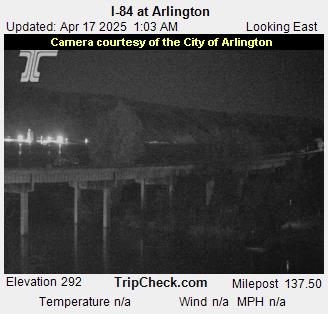 I-84 at Arlington
Updated: Apr 17 2025 1:03 AM Looking East
Camera courtesy of the City of Arlington
Elevation 292 TripCheck.com Milepost 137.50
Temperature n/a Wind n/a MPH n/a